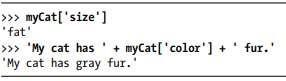 >>> myCat['size']
'fat'
>>> 'My cat has ' + myCat['color'] + ' fur.'
'My cat has gray fur.'